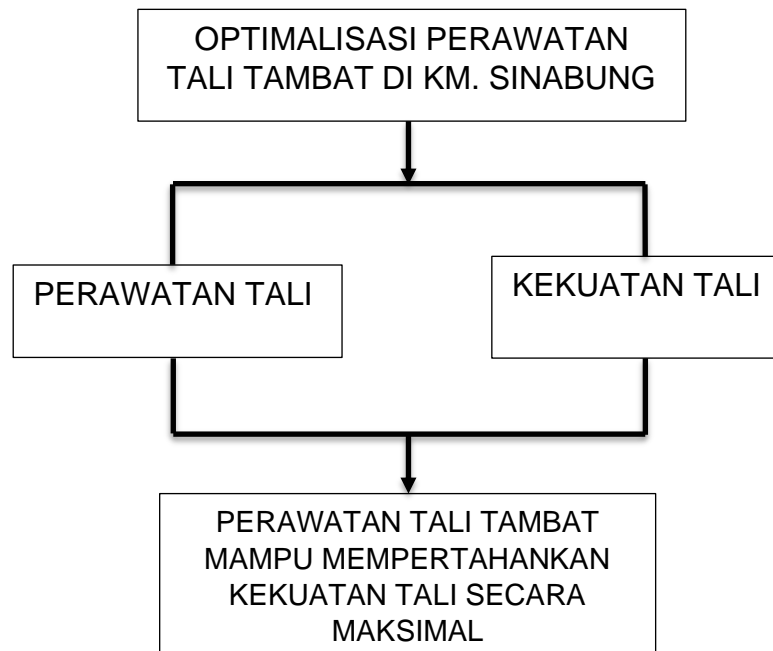 OPTIMALISASI PERAWATAN
TALI TAMBAT DI KM. SINABUNG
PERAWATAN TALI
KEKUATAN TALI
PERAWATAN TALI TAMBAT
MAMPU MEMPERTAHANKAN
KEKUATAN TALI SECARA
MAKSIMAL